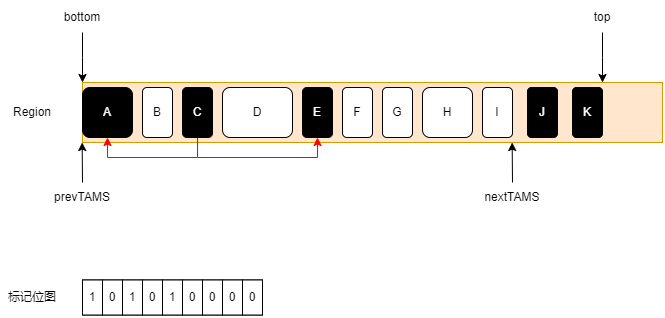 bottom
top
Region
A B C D E F G H I J K
prevTAMS
nextTAMS
标记位图
1 0 1 0 1 0 0 0 0